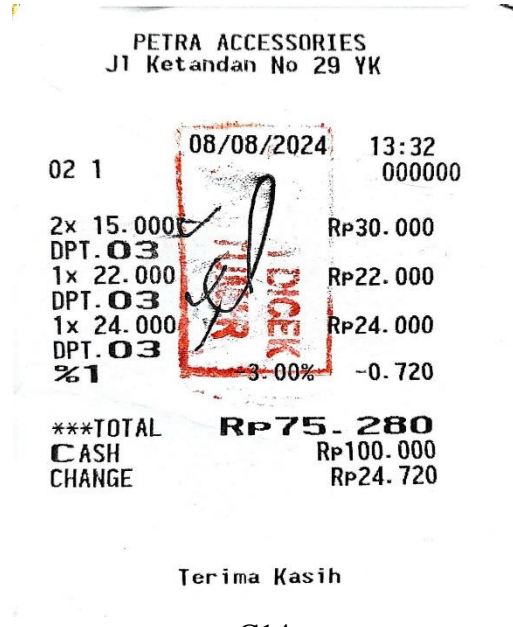 PETRA ACCESSORIES
Jl Ketandan No 29 YK
08/08/2024 13:32
02 1 000000
2x 15.000 Rp30.000
DPT.03
1x 22.000 Rp22.000
DPT.03
1x 24.000 Rp24.000
DPT.03
%1 -3.00% -0.720
***TOTAL Rp75.280
CASH Rp100.000
CHANGE Rp24.720
DICEK
Terima Kasih